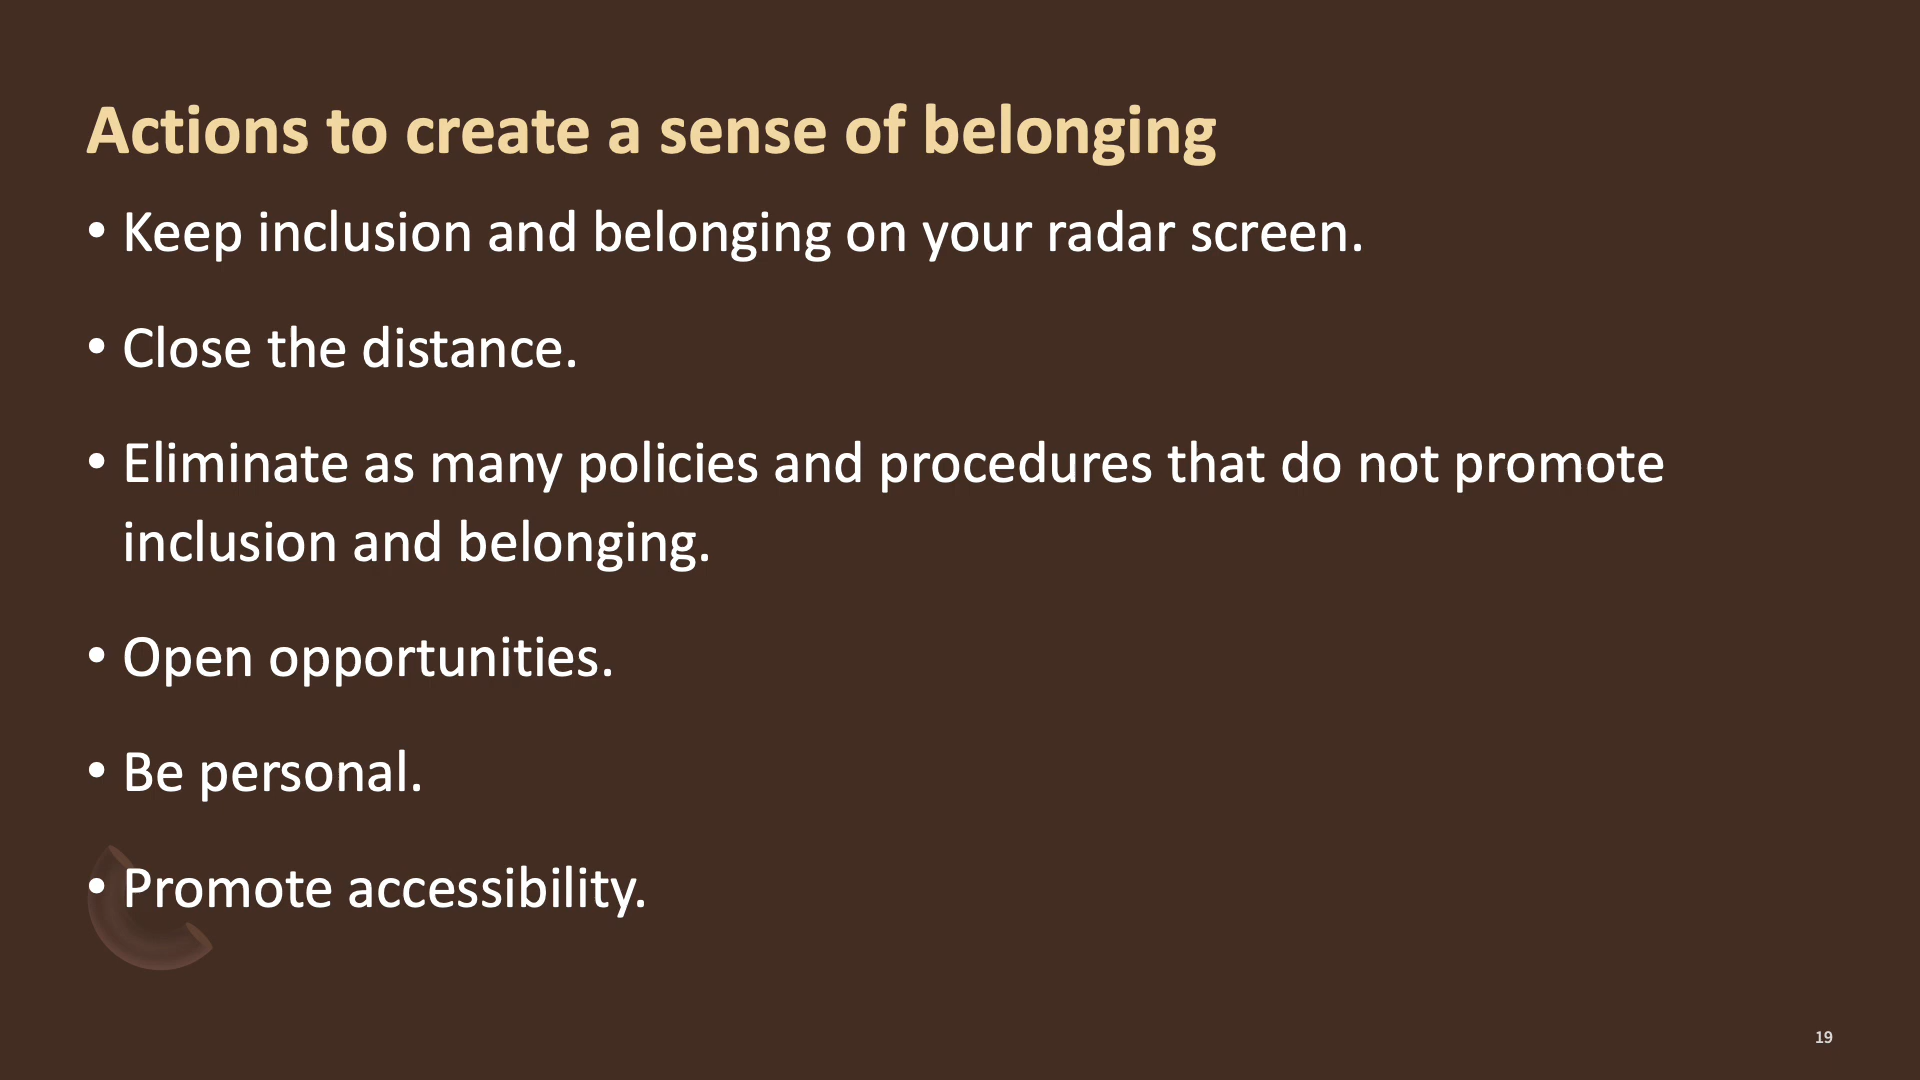 Actions to create a sense of belonging
• Keep inclusion and belonging on your radar screen.
• Close the distance.
• Eliminate as many policies and procedures that do not promote
inclusion and belonging.
• Open opportunities.
• Be personal.
• Promote accessibility.
19